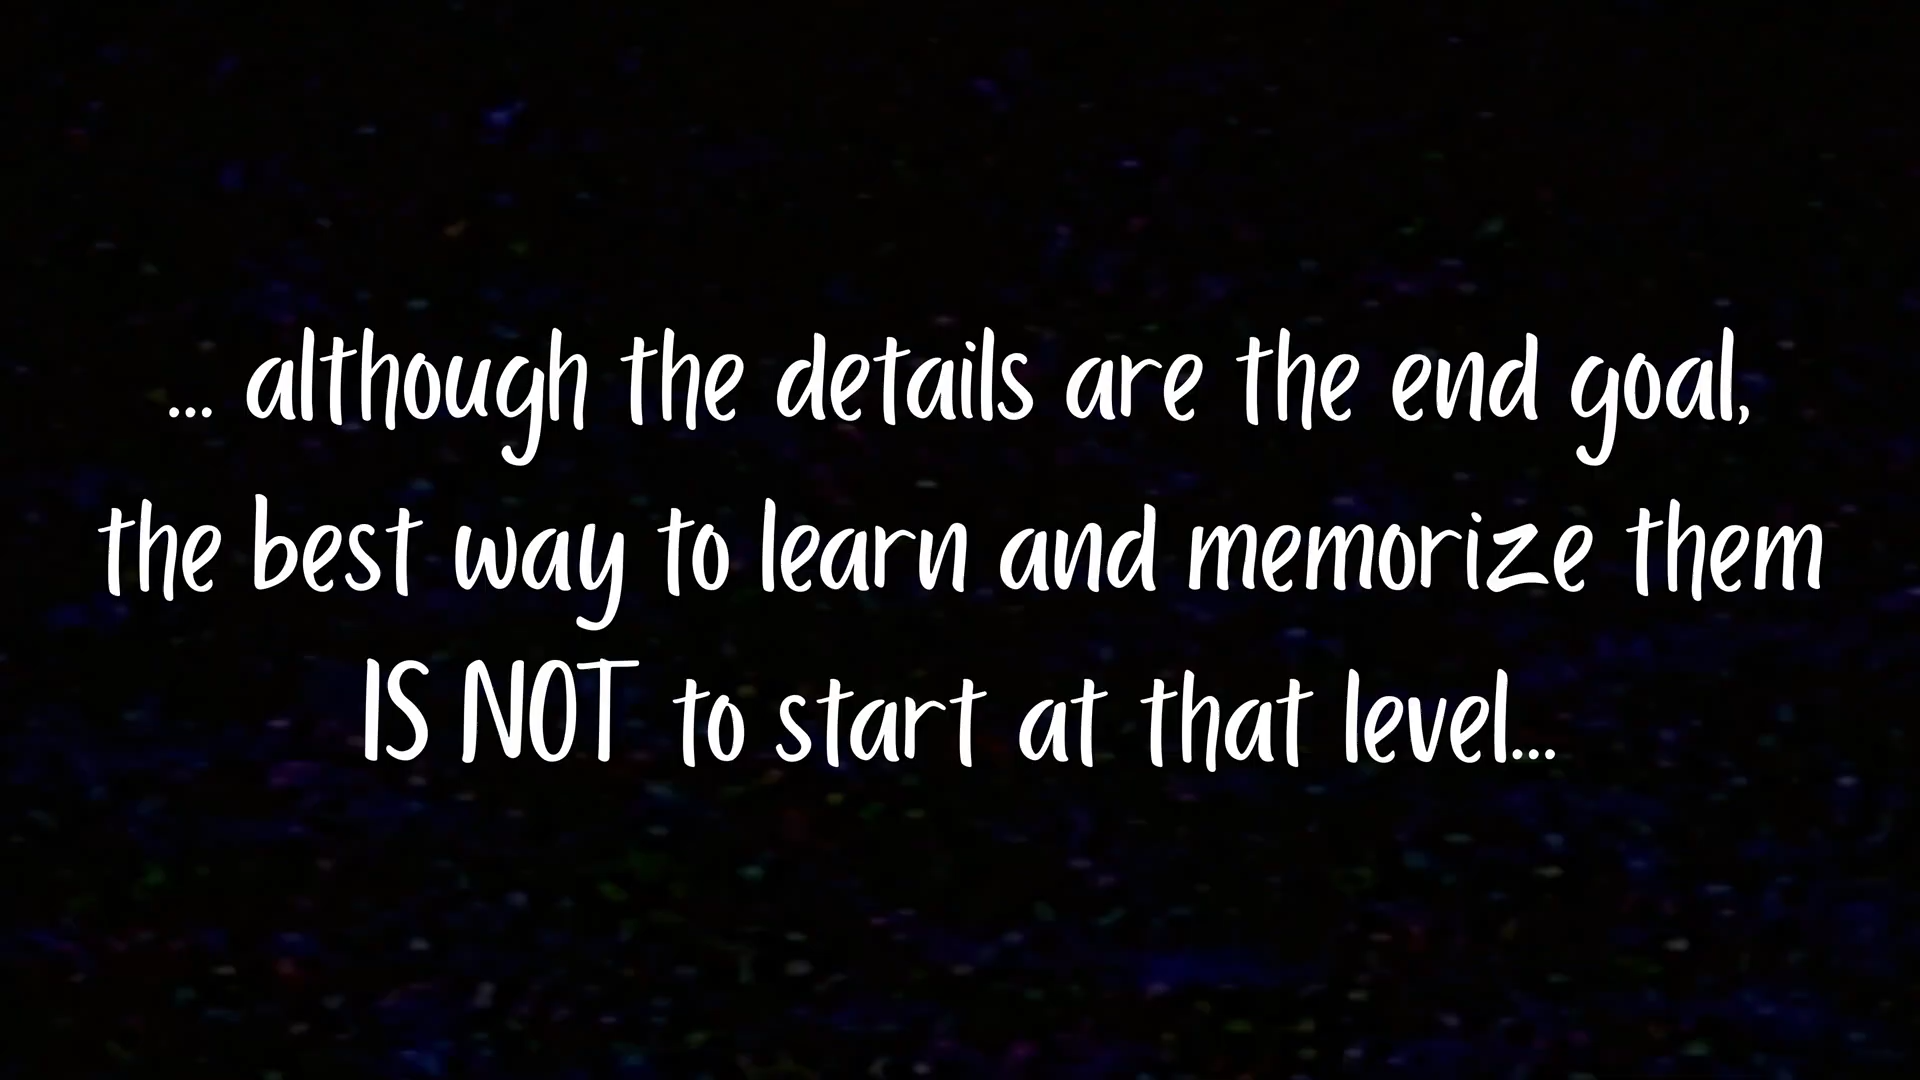 ... although the details are the end goal,
the best way to learn and memorize them
IS NOT to start at that level...